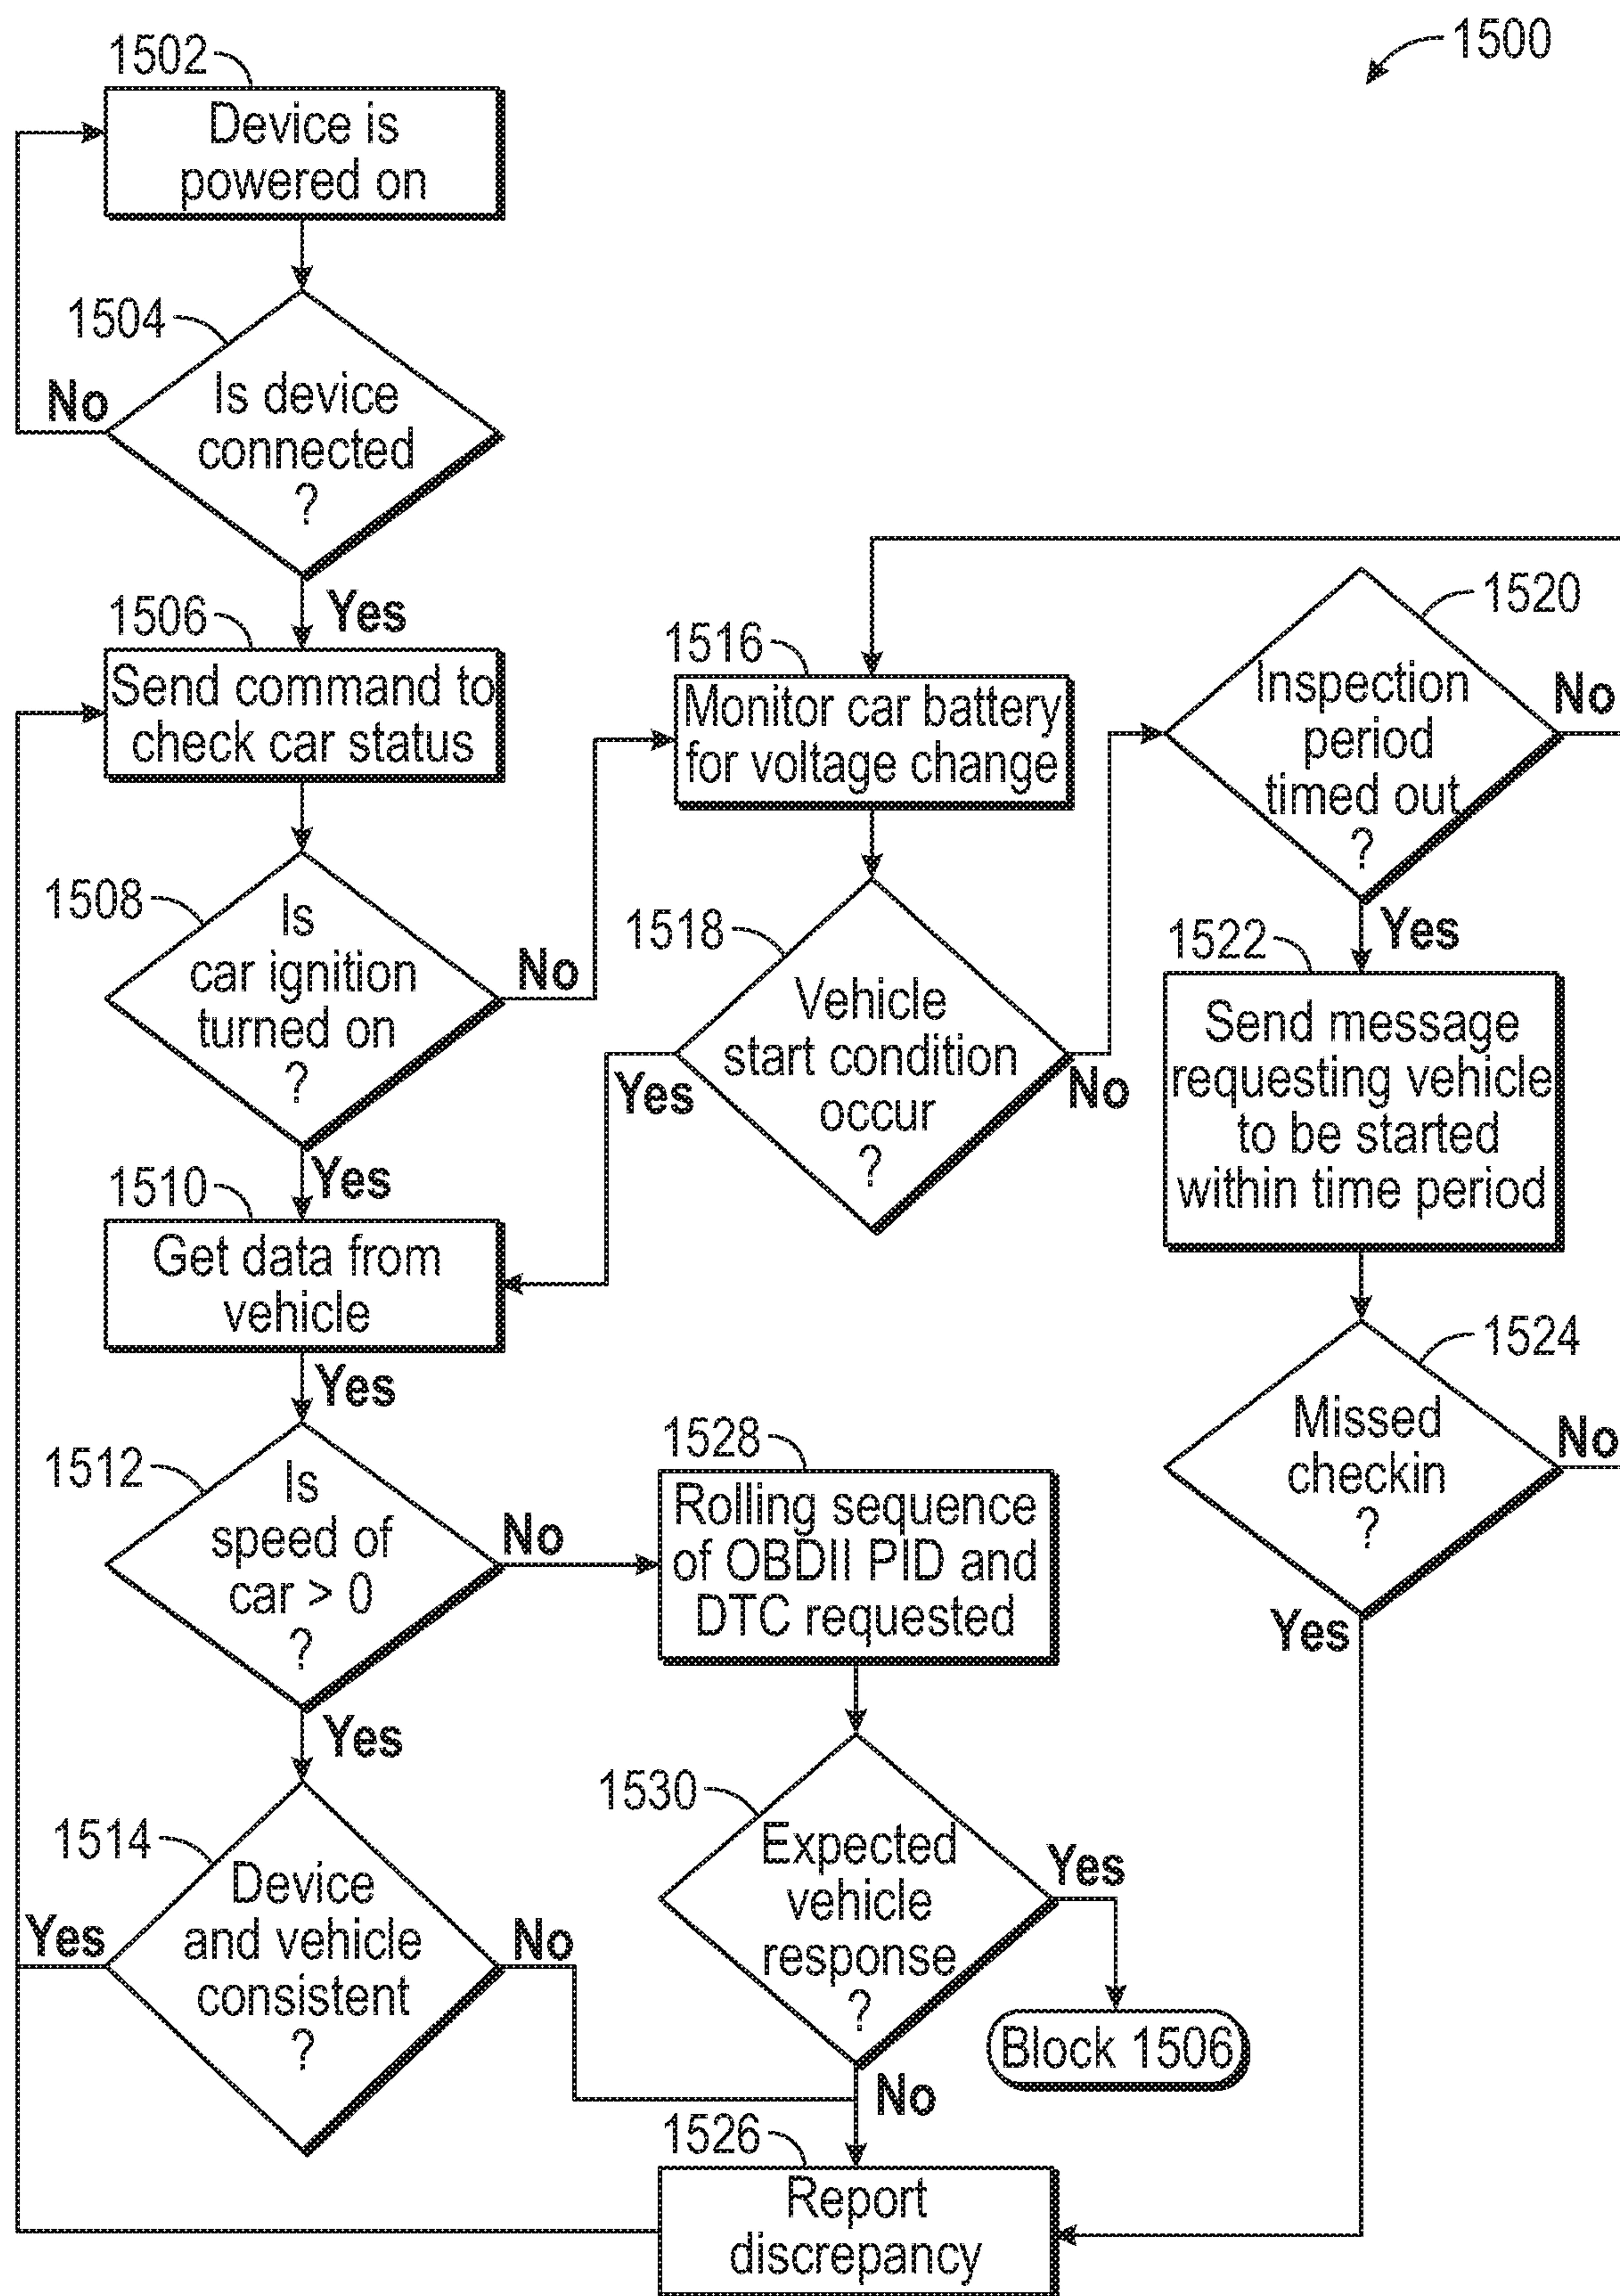 1500
1502
Device is
powered on
1504
Is device
connected
?
No
Yes
1506
Send command to
check car status
1508
Is
car ignition
turned on
?
No
Yes
1510
Get data from
vehicle
Yes
1512
Is
speed of
car > 0
?
No
Yes
1514
Device
and vehicle
consistent
?
Yes
No
1516
Monitor car battery
for voltage change
1518
Vehicle
start condition
occur
?
Yes
No
1520
Inspection
period
timed out
?
No
Yes
1522
Send message
requesting vehicle
to be started
within time period
1524
Missed
checkin
?
No
Yes
1528
Rolling sequence
of OBDII PID and
DTC requested
1530
Expected
vehicle
response
?
Yes
Block 1506
No
1526
Report
discrepancy